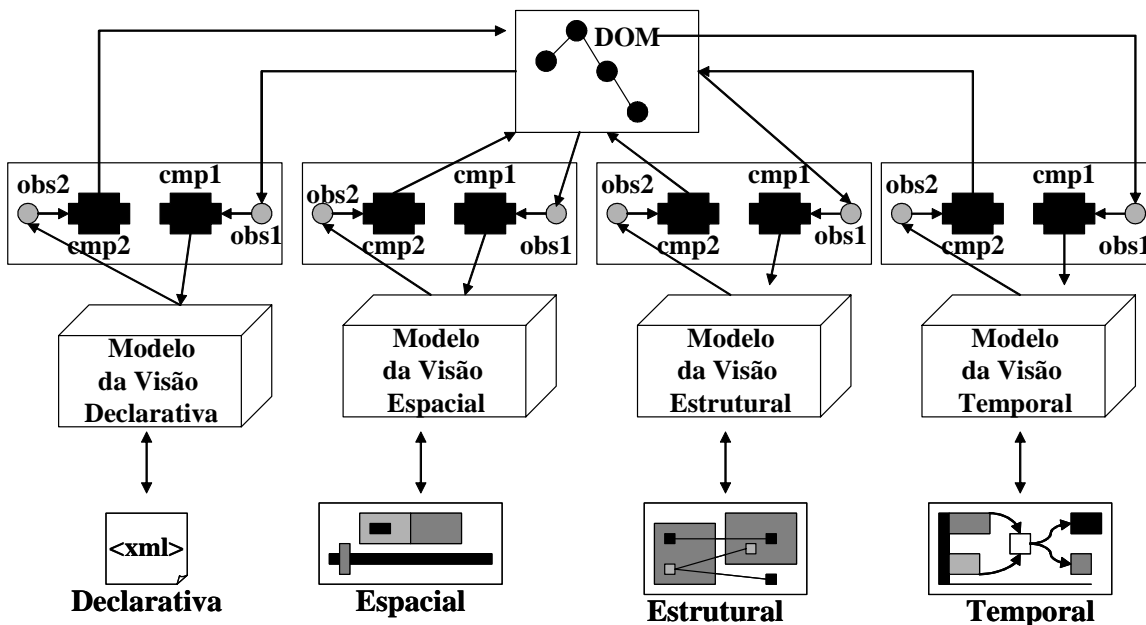 DOM
obs2
cmp1
cmp2
obs1
obs2
cmp1
cmp2
obs1
obs2
cmp1
cmp2
obs1
obs2
cmp1
cmp2
obs1
Modelo
da Visão
Declarativa
Modelo
da Visão
Espacial
Modelo
da Visão
Estrutural
Modelo
da Visão
Temporal
<xml>
Declarativa
Espacial
Estrutural
Temporal